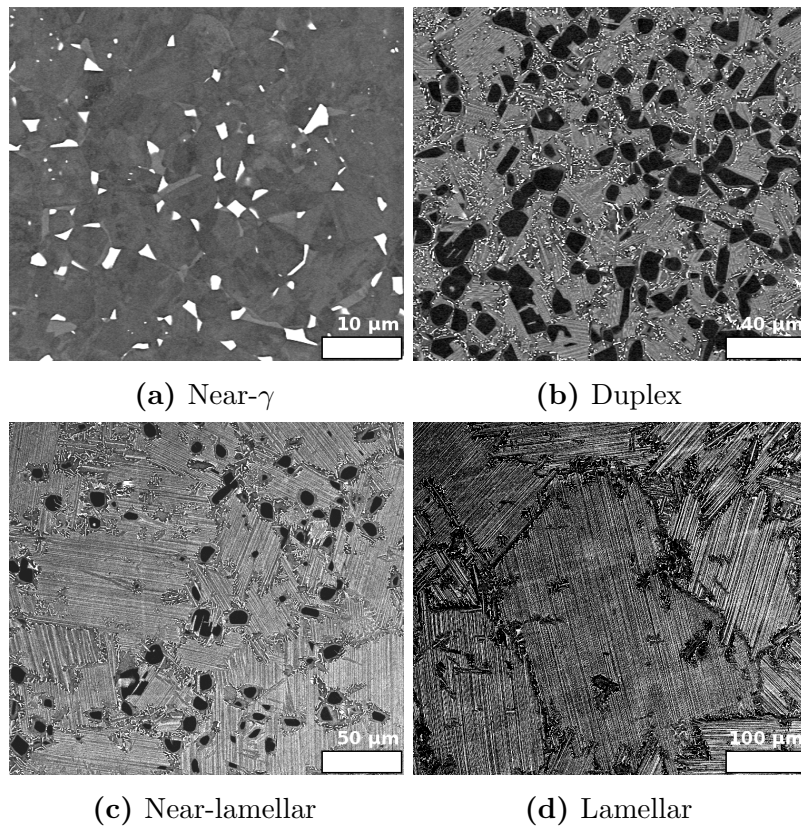 10 µm
40 µm
(a) Near-γ
(b) Duplex
50 µm
100 µm
(c) Near-lamellar
(d) Lamellar